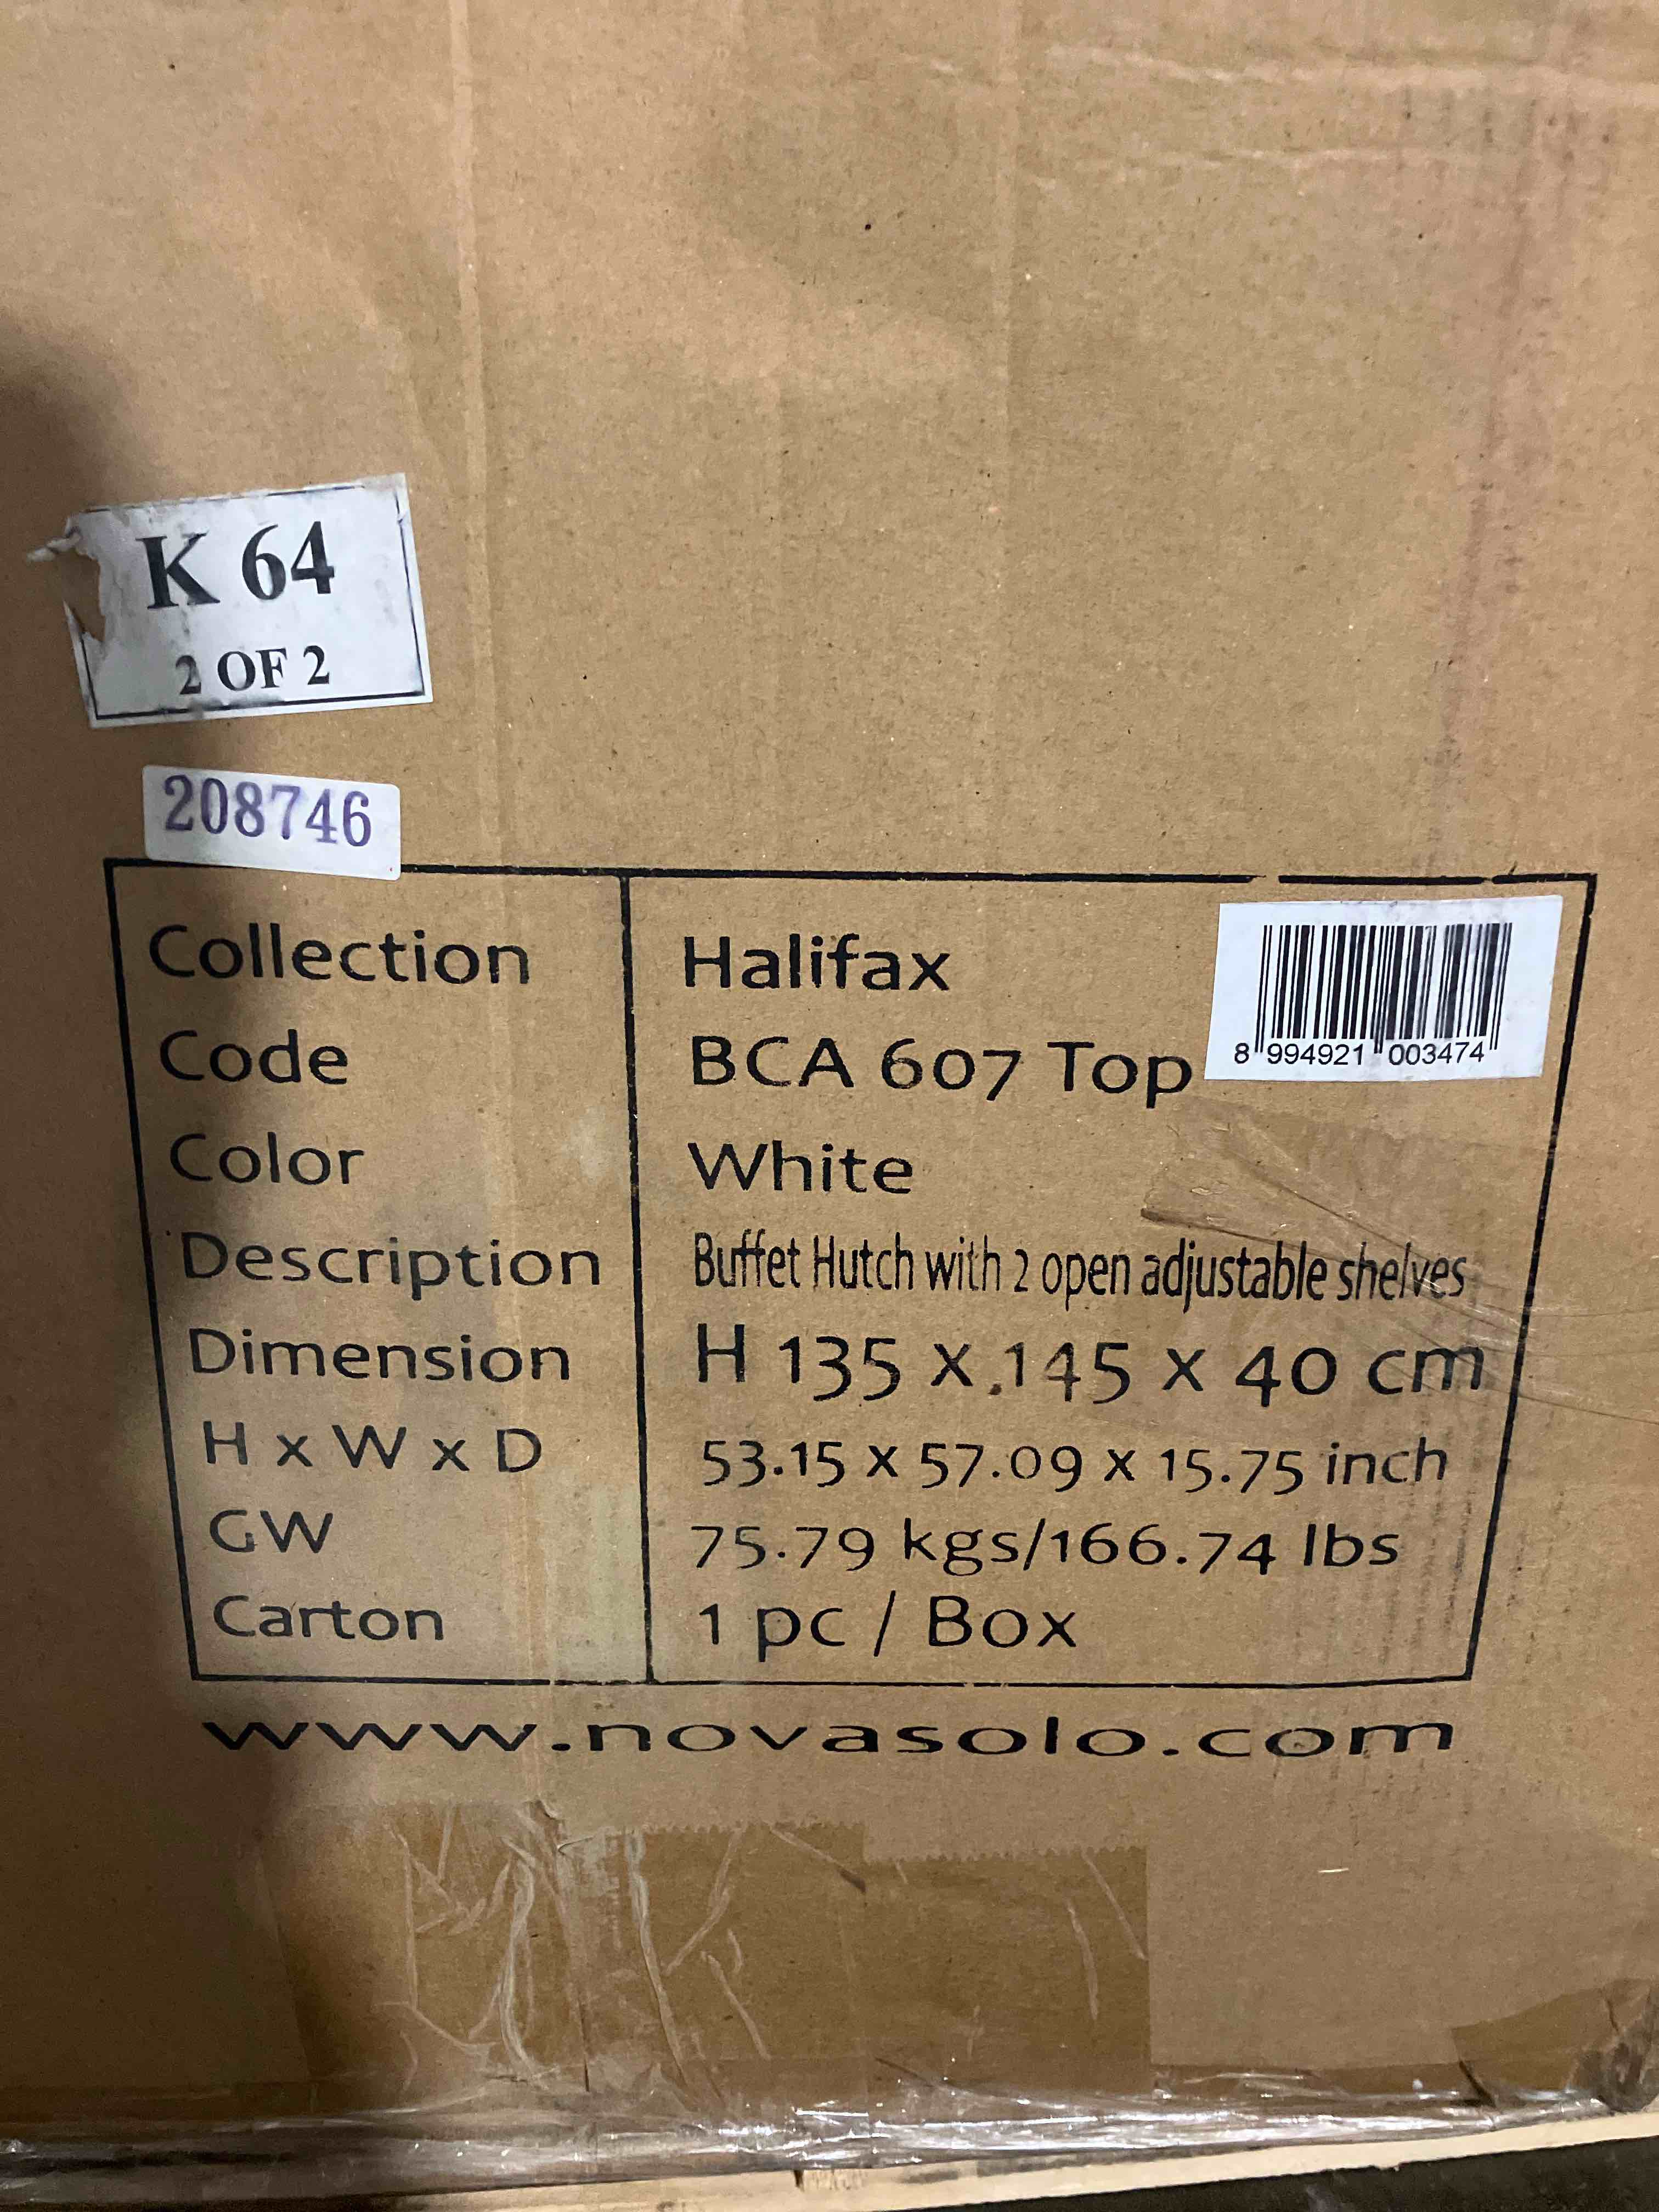 K 64
2 OF 2
208746
Collection Halifax
8 994921 003474
Code BCA 607 Top
Color White
Description Buffet Hutch with 2 open adjustable shelves
Dimension H 135 x 145 x 40 cm
H x W x D 53.15 x 57.09 x 15.75 inch
GW 75.79 kgs/166.74 lbs
Carton 1 pc / Box
www.novasolo.com